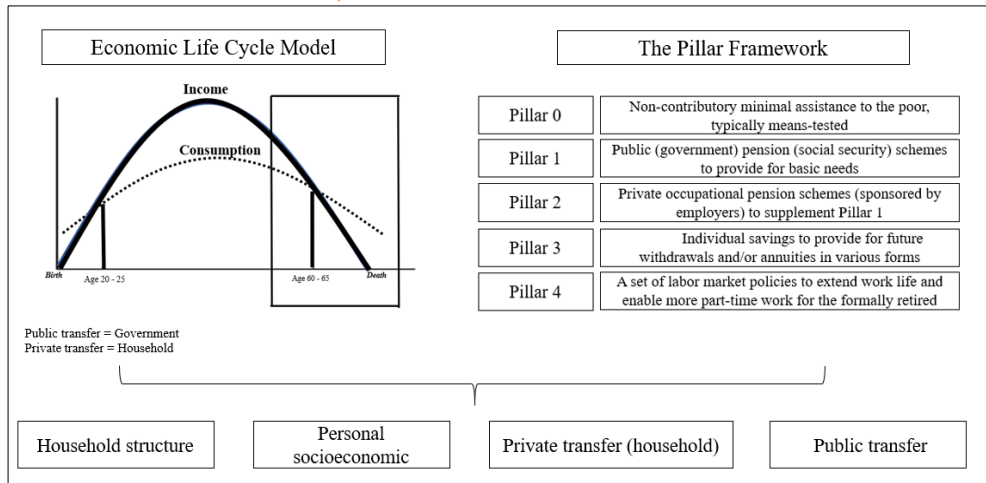 Economic Life Cycle Model
Income
Consumption
Birth
Age 20 - 25
Age 60 - 65
Death
Public transfer = Government
Private transfer = Household
The Pillar Framework
Pillar 0
Non-contributory minimal assistance to the poor,
typically means-tested
Pillar 1
Public (government) pension (social security) schemes
to provide for basic needs
Pillar 2
Private occupational pension schemes (sponsored by
employers) to supplement Pillar 1
Pillar 3
Individual savings to provide for future
withdrawals and/or annuities in various forms
Pillar 4
A set of labor market policies to extend work life and
enable more part-time work for the formally retired
Household structure
Personal
socioeconomic
Private transfer (household)
Public transfer